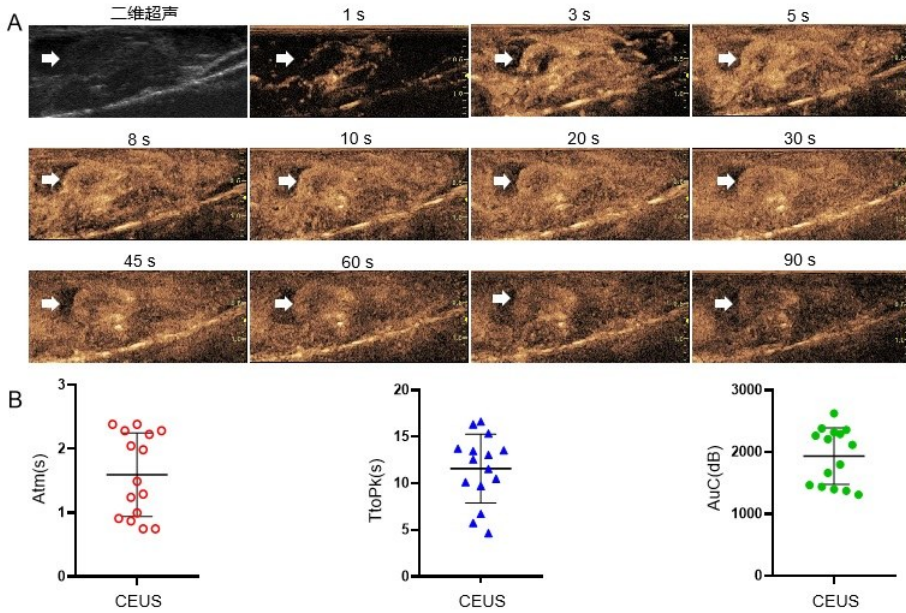 A
二维超声
1 s
3 s
5 s
8 s
10 s
20 s
30 s
45 s
60 s
90 s
B
3
2
1
0
Atm(s)
CEUS
20
15
10
5
0
TtoPk(s)
CEUS
3000
2000
1000
0
AuC(dB)
CEUS